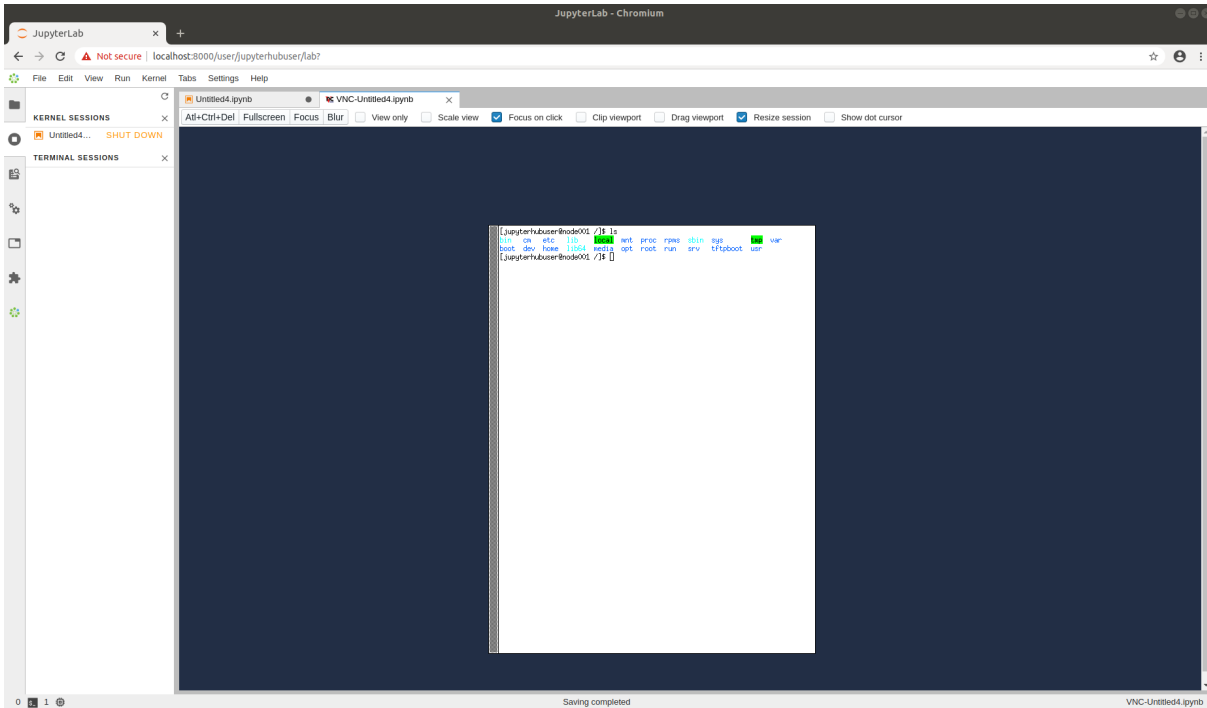 JupyterLab - Chromium
JupyterLab
Not secure | localhost:8000/user/jupyterhubuser/lab?
File Edit View Run Kernel Tabs Settings Help
Untitled4.ipynb VNC-Untitled4.ipynb
Atl+Ctrl+Del Fullscreen Focus Blur View only Scale view Focus on click Clip viewport Drag viewport Resize session Show dot cursor
KERNEL SESSIONS
Untitled4... SHUT DOWN
TERMINAL SESSIONS
[jupyterhubuser@node001 /]$ ls
bin cm etc lib local mnt proc rpms sbin sys tmp var
boot dev home lib64 media opt root run srv tftpboot usr
[jupyterhubuser@node001 /]$
0 1 Saving completed VNC-Untitled4.ipynb